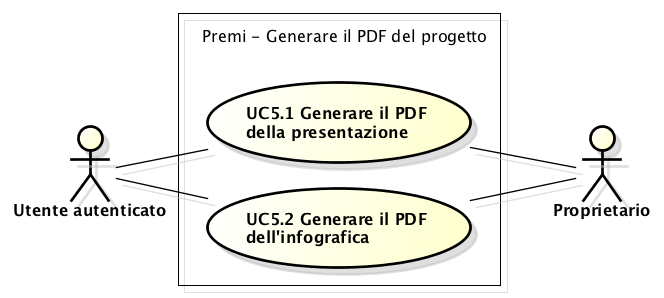 Premi - Generare il PDF del progetto
UC5.1 Generare il PDF
della presentazione
Utente autenticato
Proprietario
UC5.2 Generare il PDF
dell'infografica